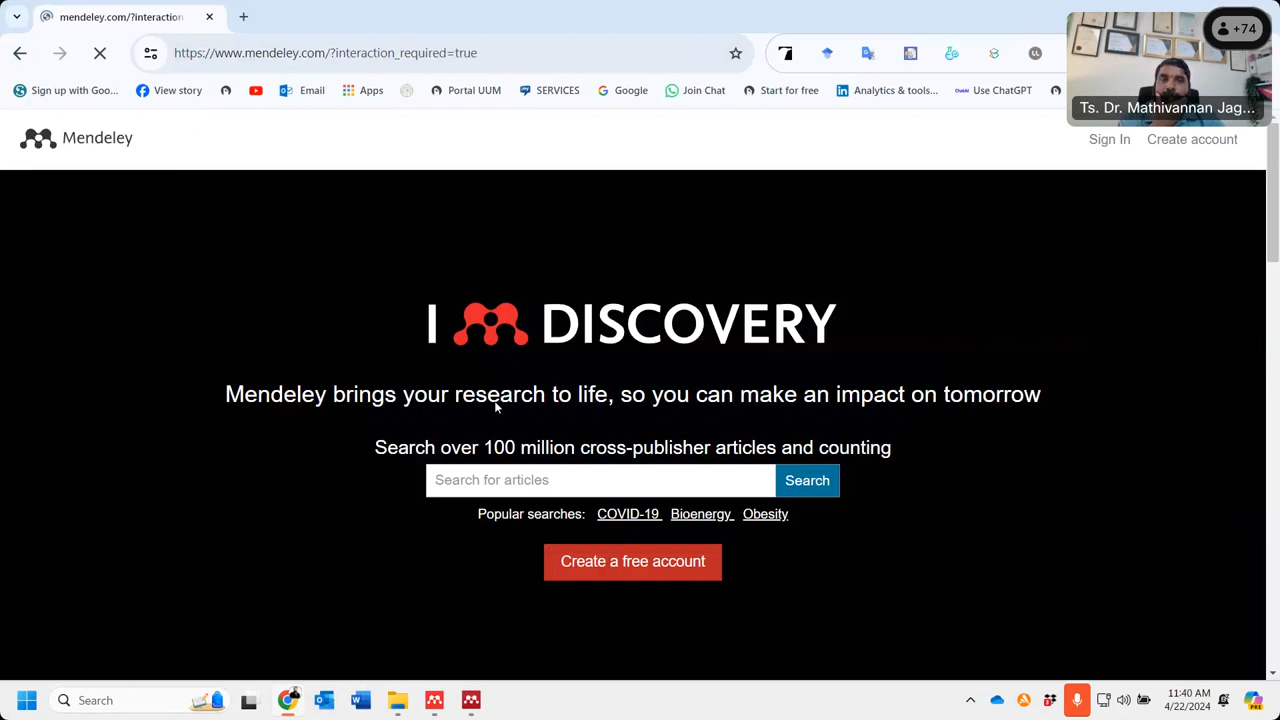 mendeley.com/?interaction
https://www.mendeley.com/?interaction_required=true
+74
Sign up with Goo...
View story
Email
Apps
Portal UUM
SERVICES
Google
Join Chat
Start for free
Analytics & tools...
Use ChatGPT
Ts. Dr. Mathivannan Jag...
Mendeley
Sign In
Create account
I DISCOVERY
Mendeley brings your research to life, so you can make an impact on tomorrow
Search over 100 million cross-publisher articles and counting
Search for articles
Search
Popular searches: COVID-19 Bioenergy Obesity
Create a free account
Search
11:40 AM
4/22/2024